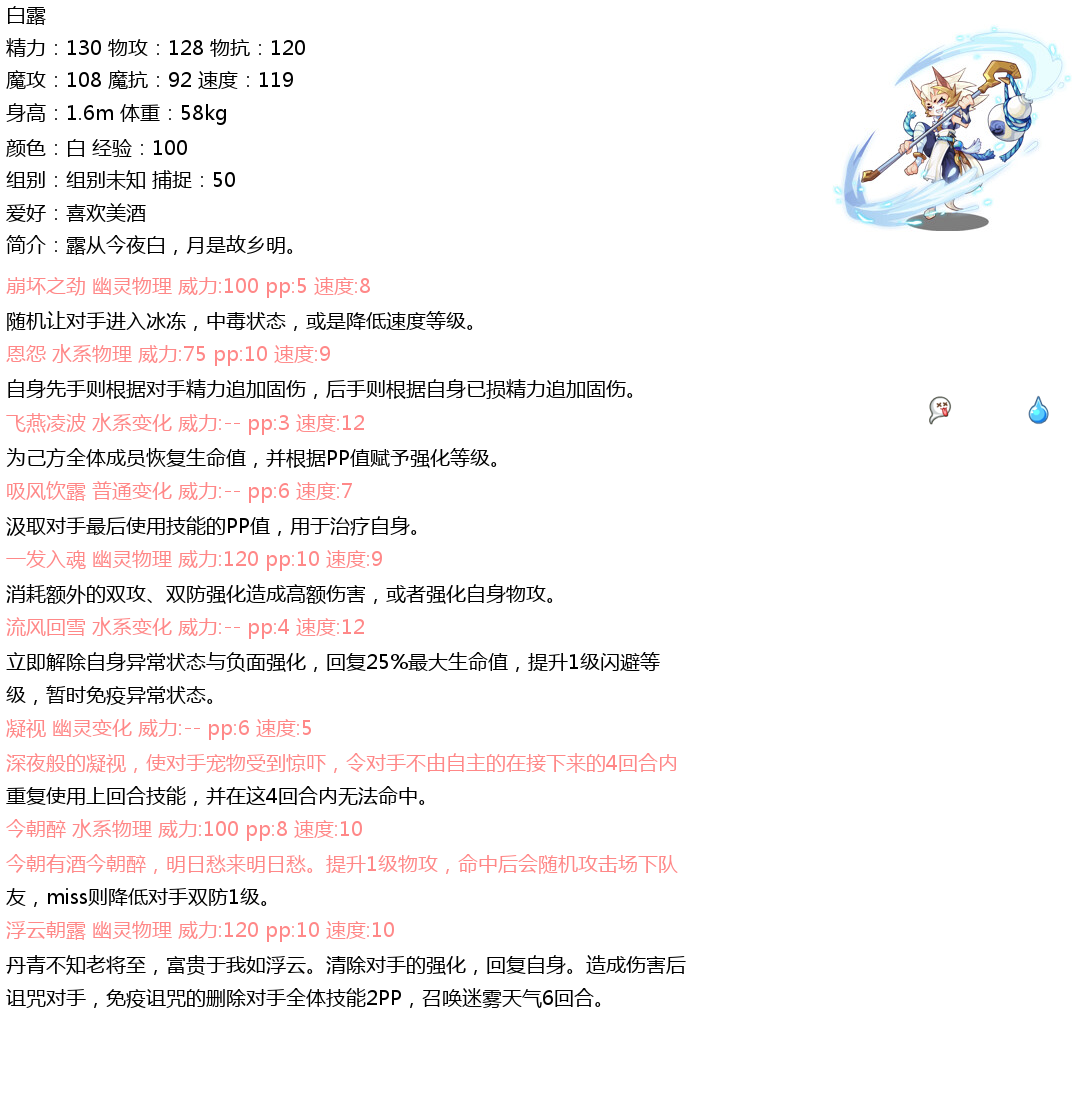 白露
精力：130 物攻：128 物抗：120
魔攻：108 魔抗：92 速度：119
身高：1.6m 体重：58kg
颜色：白 经验：100
组别：组别未知 捕捉：50
爱好：喜欢美酒
简介：露从今夜白，月是故乡明。
崩坏之劲 幽灵物理 威力:100 pp:5 速度:8
随机让对手进入冰冻，中毒状态，或是降低速度等级。
恩怨 水系物理 威力:75 pp:10 速度:9
自身先手则根据对手精力追加固伤，后手则根据自身已损精力追加固伤。
飞燕凌波 水系变化 威力:-- pp:3 速度:12
为己方全体成员恢复生命值，并根据PP值赋予强化等级。
吸风饮露 普通变化 威力:-- pp:6 速度:7
汲取对手最后使用技能的PP值，用于治疗自身。
一发入魂 幽灵物理 威力:120 pp:10 速度:9
消耗额外的双攻、双防强化造成高额伤害，或者强化自身物攻。
流风回雪 水系变化 威力:-- pp:4 速度:12
立即解除自身异常状态与负面强化，回复25%最大生命值，提升1级闪避等
级，暂时免疫异常状态。
凝视 幽灵变化 威力:-- pp:6 速度:5
深夜般的凝视，使对手宠物受到惊吓，令对手不由自主的在接下来的4回合内
重复使用上回合技能，并在这4回合内无法命中。
今朝醉 水系物理 威力:100 pp:8 速度:10
今朝有酒今朝醉，明日愁来明日愁。提升1级物攻，命中后会随机攻击场下队
友，miss则降低对手双防1级。
浮云朝露 幽灵物理 威力:120 pp:10 速度:10
丹青不知老将至，富贵于我如浮云。清除对手的强化，回复自身。造成伤害后
诅咒对手，免疫诅咒的删除对手全体技能2PP，召唤迷雾天气6回合。